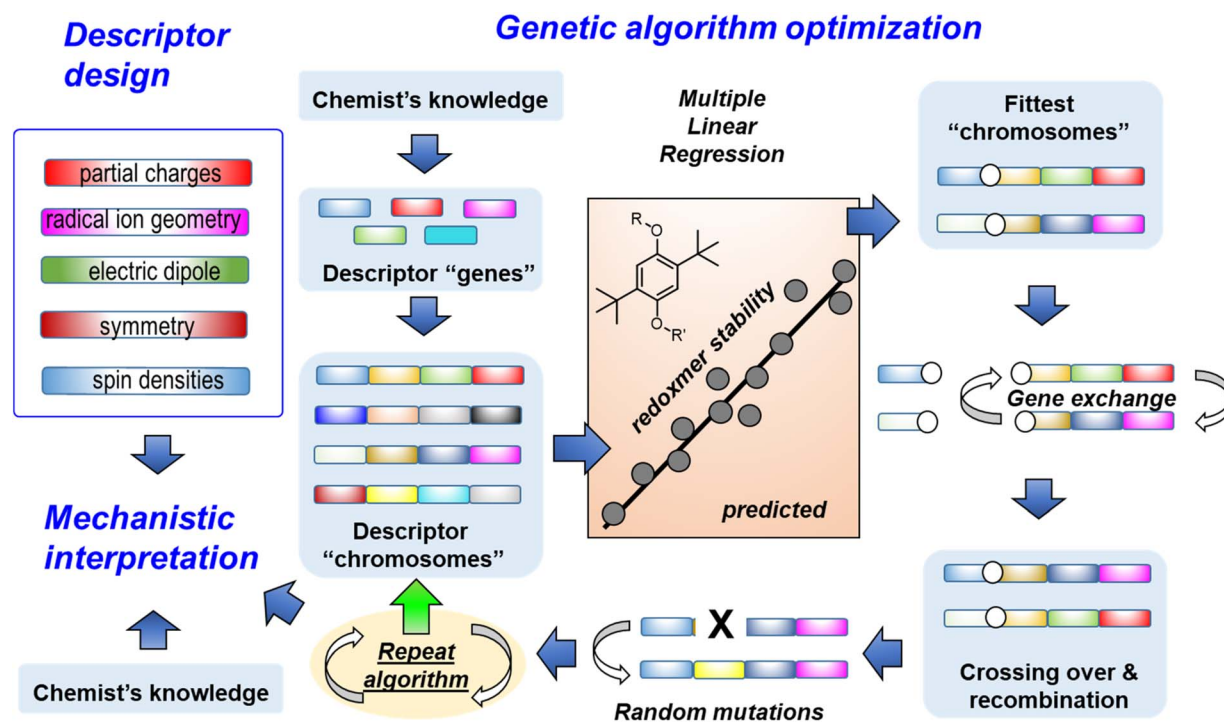 Descriptor
design
Genetic algorithm optimization
partial charges
radical ion geometry
electric dipole
symmetry
spin densities
Mechanistic
interpretation
Chemist's knowledge
Chemist's knowledge
Descriptor "genes"
Descriptor
"chromosomes"
Repeat
algorithm
Multiple
Linear
Regression
R
O
O
R'
redoxmer stability
predicted
Fittest
"chromosomes"
Gene exchange
Crossing over &
recombination
X
Random mutations